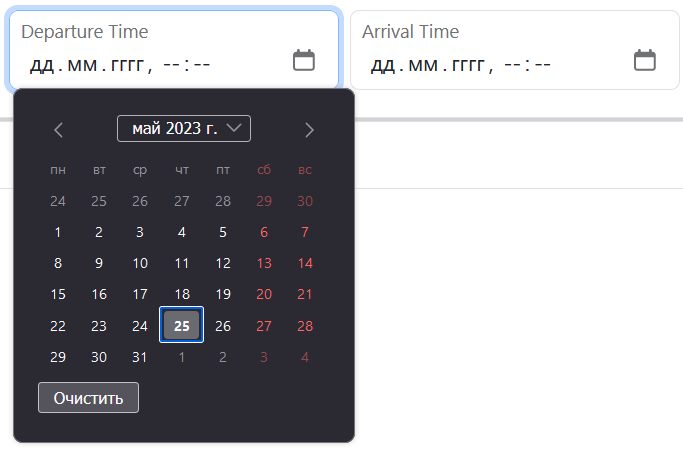 Departure Time Arrival Time
дд.мм.гггг, --:-- дд.мм.гггг, --:--
май 2023 г.
пн вт ср чт пт сб вс
24 25 26 27 28 29 30
1 2 3 4 5 6 7
8 9 10 11 12 13 14
15 16 17 18 19 20 21
22 23 24 25 26 27 28
29 30 31 1 2 3 4
Очистить